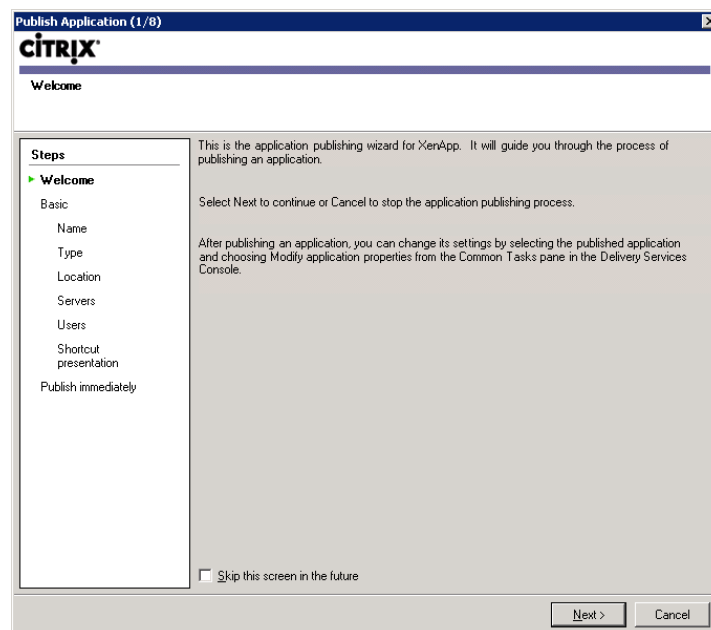 Publish Application (1/8)
CİTRIX
Welcome
Steps
Welcome
Basic
Name
Type
Location
Servers
Users
Shortcut
presentation
Publish immediately
This is the application publishing wizard for XenApp. It will guide you through the process of
publishing an application.
Select Next to continue or Cancel to stop the application publishing process.
After publishing an application, you can change its settings by selecting the published application
and choosing Modify application properties from the Common Tasks pane in the Delivery Services
Console.
Skip this screen in the future
Next >
Cancel